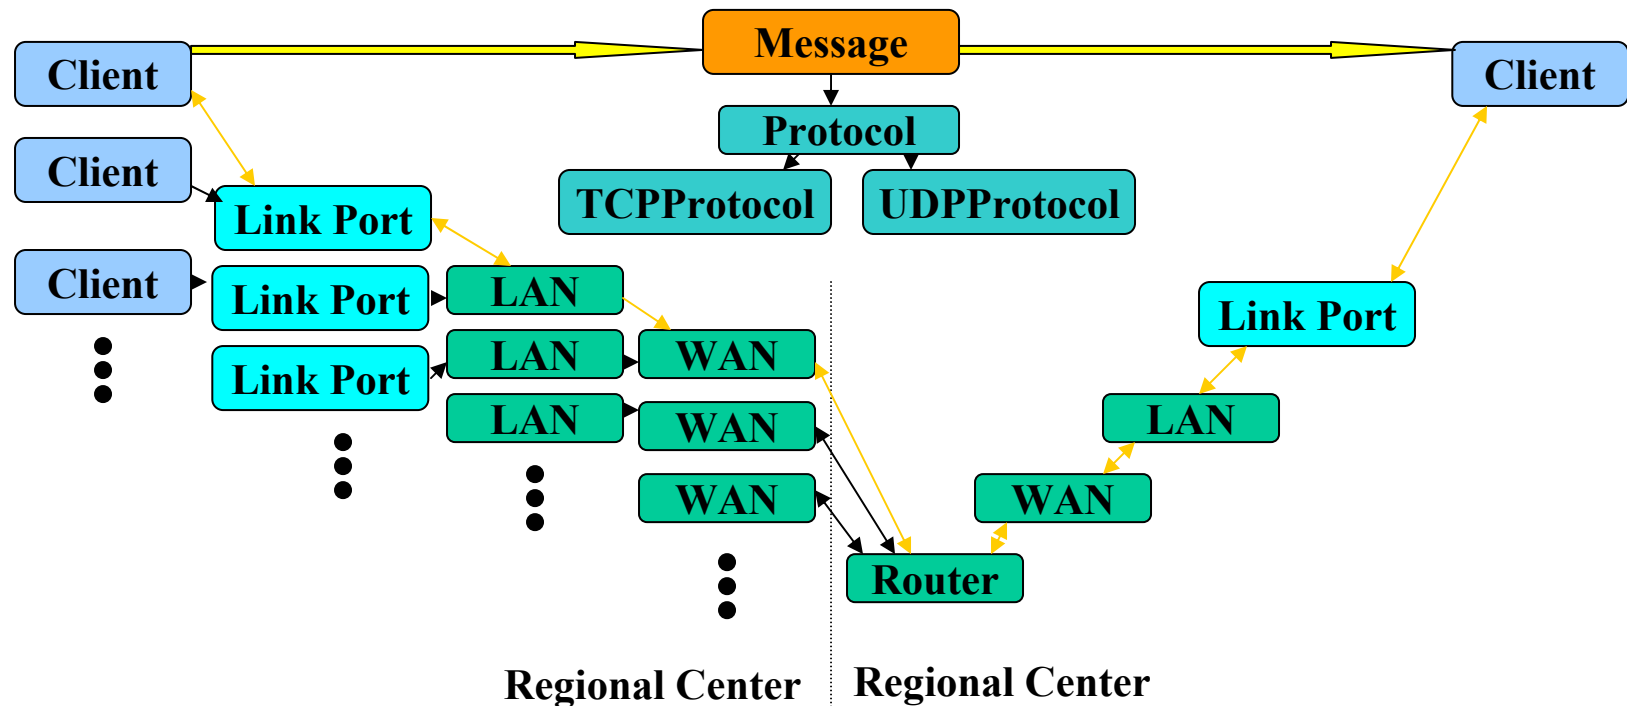 Message
Client
Client
Protocol
Client
TCPProtocol
UDPProtocol
Link Port
Client
Link Port
LAN
Link Port
LAN
WAN
Link Port
LAN
LAN
WAN
WAN
WAN
Router
Regional Center
Regional Center